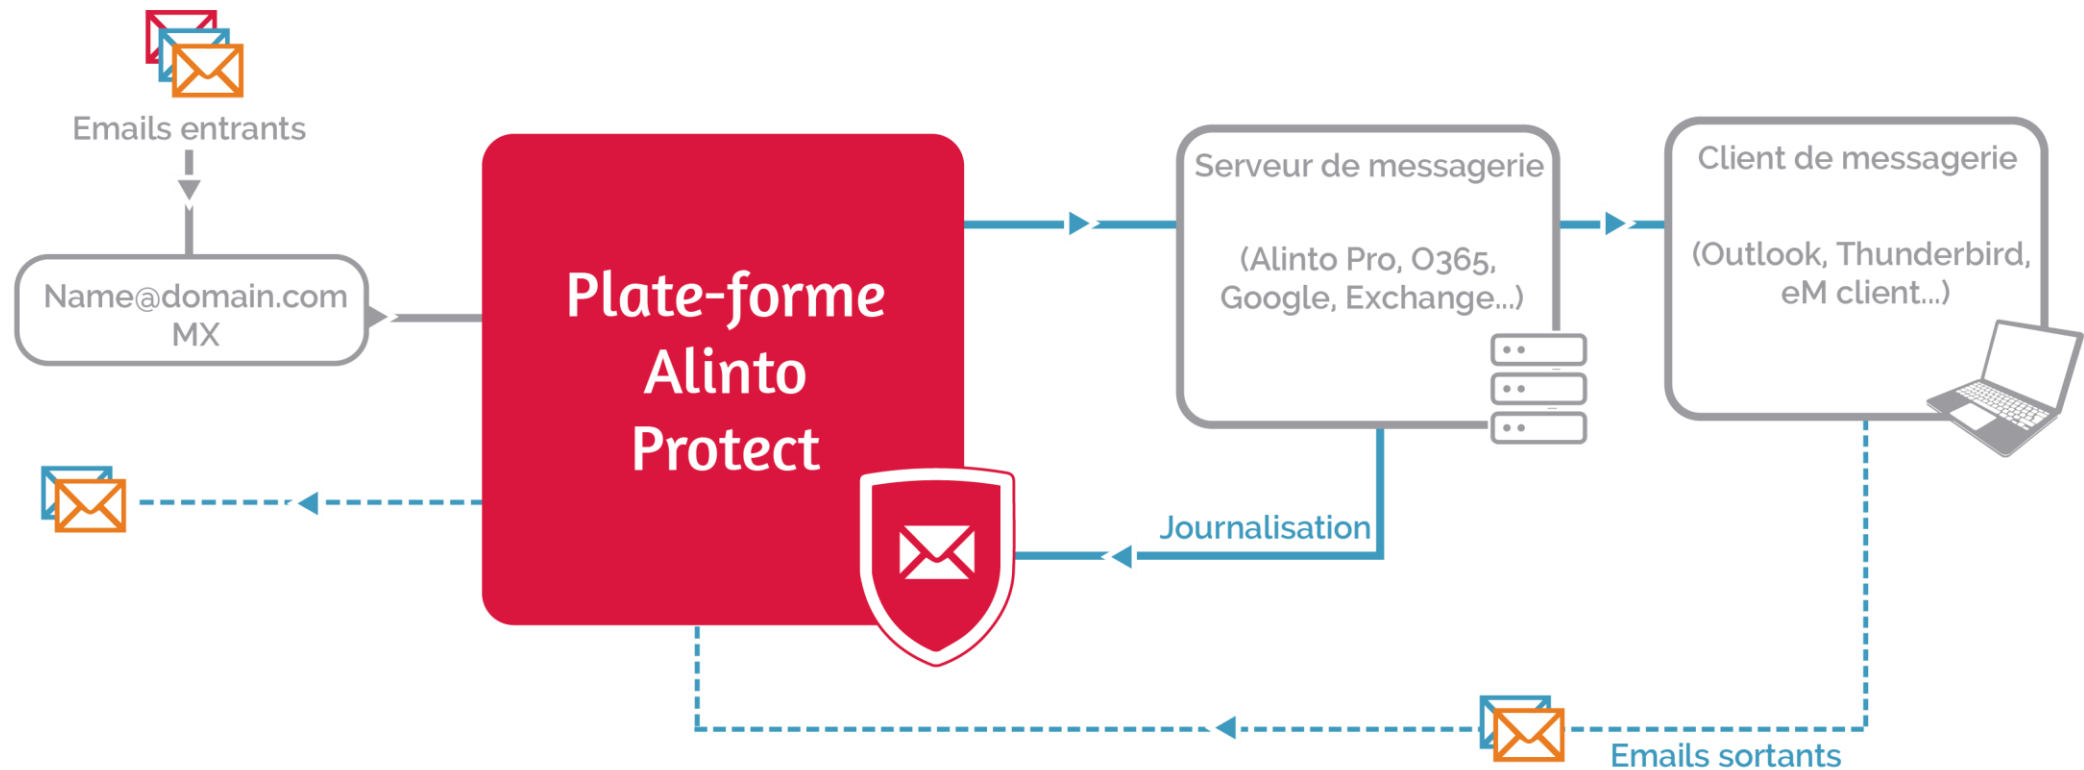 Emails entrants
Name@domain.com
MX
Plate-forme
Alinto
Protect
Serveur de messagerie
(Alinto Pro, O365,
Google, Exchange...)
Client de messagerie
(Outlook, Thunderbird,
eM client...)
Journalisation
Emails sortants